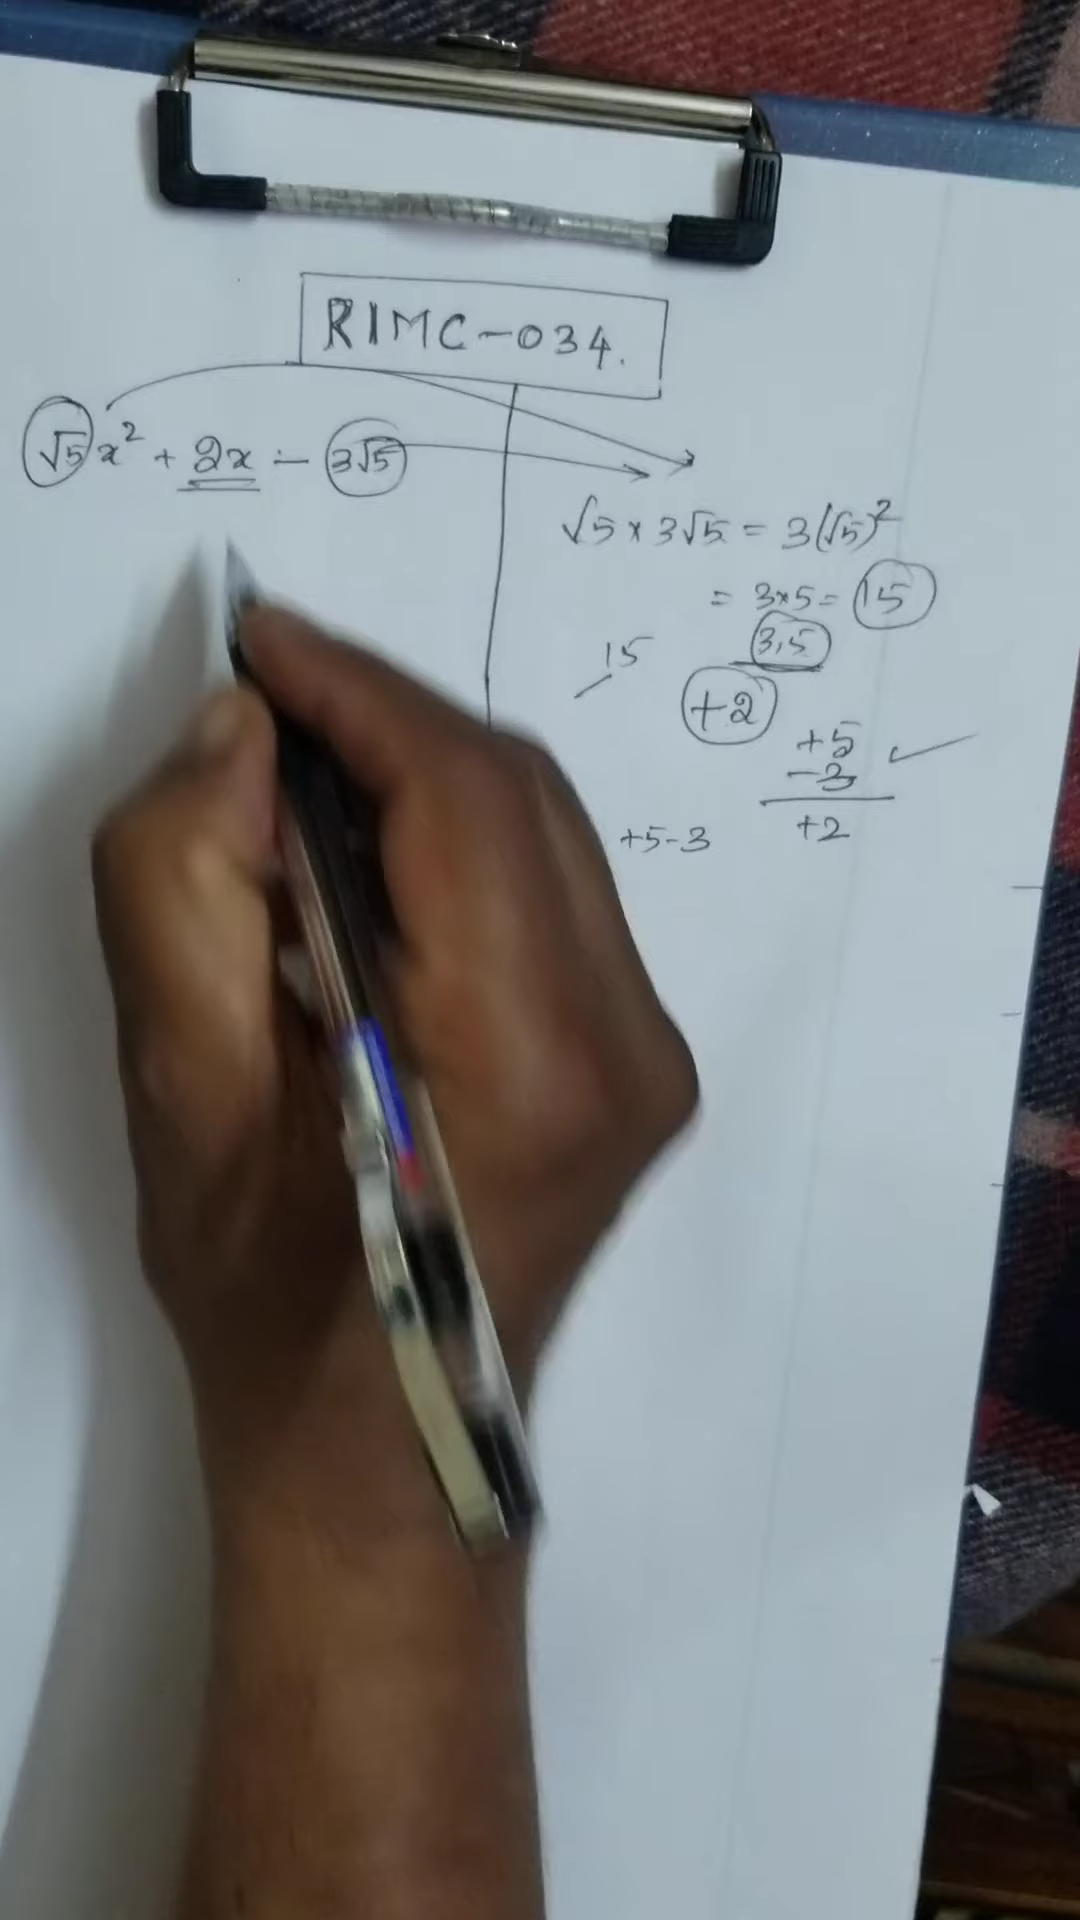 RIMC-034.
√5x² + 2x - 3√5
√5 × 3√5 = 3(√5)²
= 3×5 = 15
15 3,5
+2
+5
-3
+2
+5-3